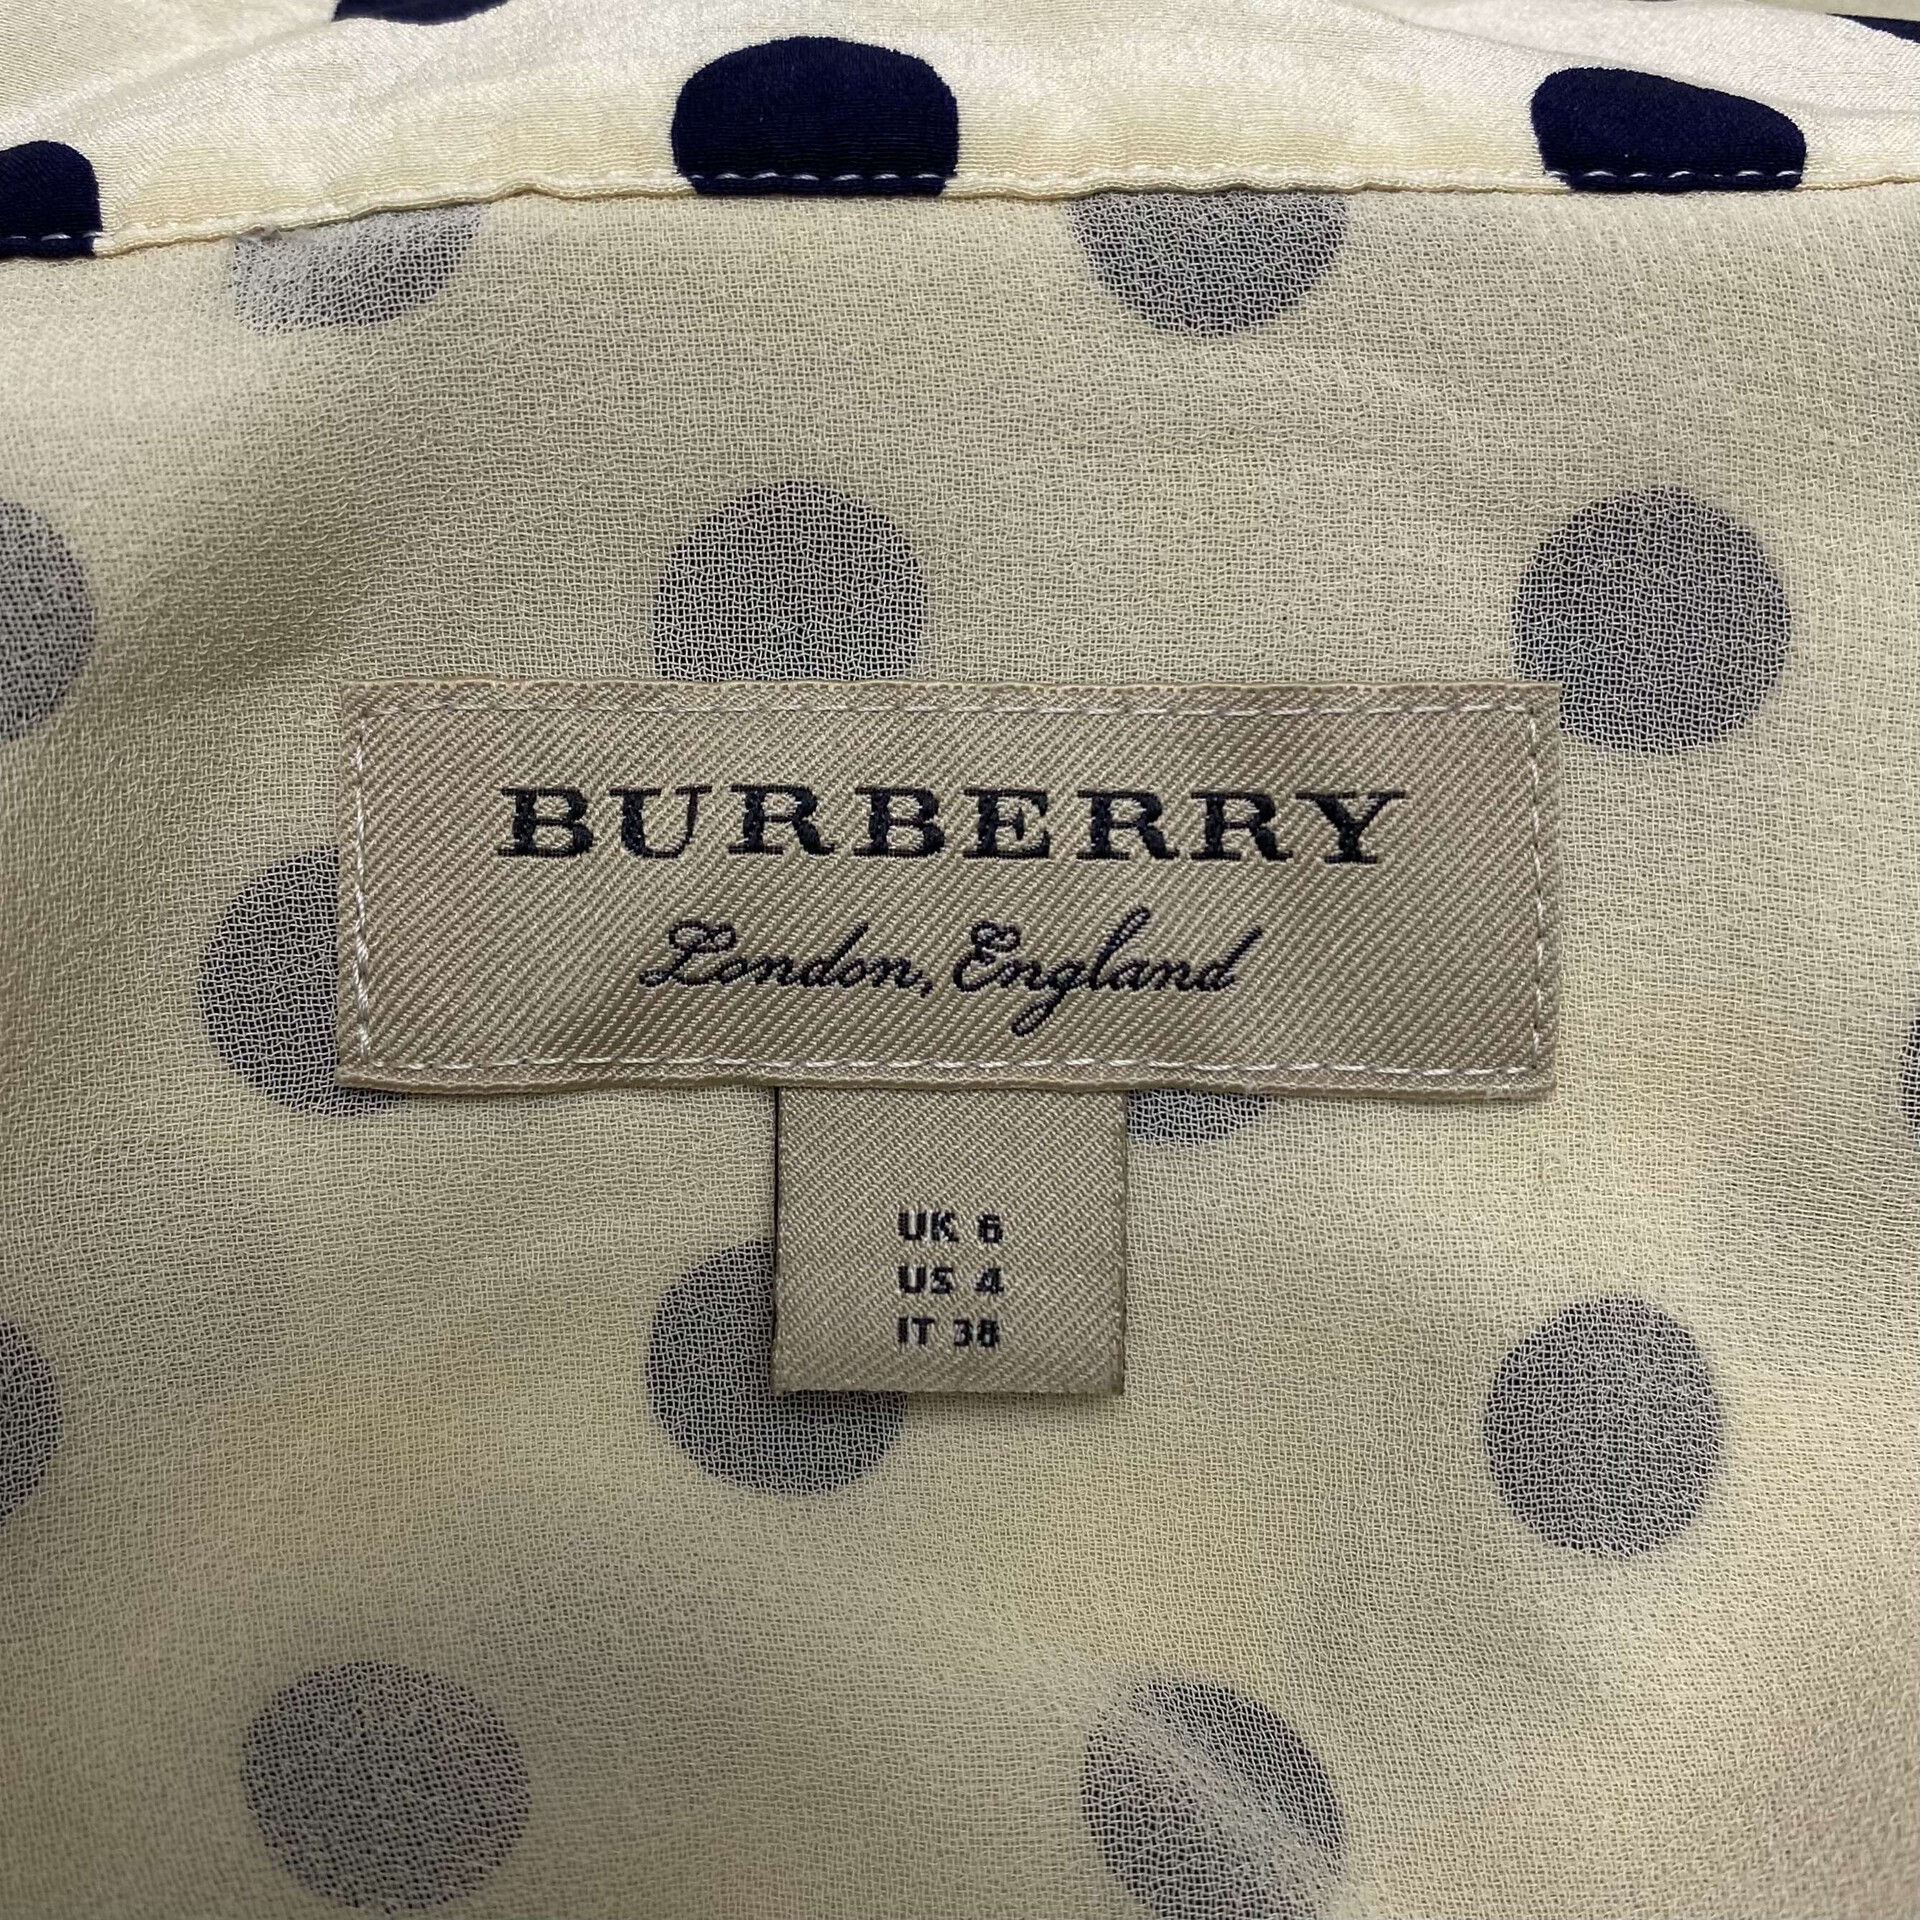 BURBERRY
London, England
UK 6
US 4
IT 38